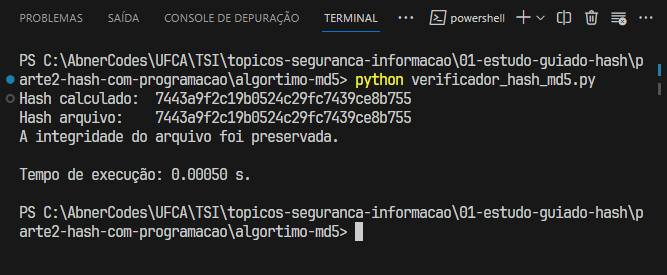 PROBLEMAS SAÍDA CONSOLE DE DEPURAÇÃO TERMINAL ··· powershell
PS C:\AbnerCodes\UFCA\TSI\topicos-seguranca-informacao\01-estudo-guiado-hash\p
arte2-hash-com-programacao\algortimo-md5> python verificador_hash_md5.py
Hash calculado: 7443a9f2c19b0524c29fc7439ce8b755
Hash arquivo: 7443a9f2c19b0524c29fc7439ce8b755
A integridade do arquivo foi preservada.
Tempo de execução: 0.00050 s.
PS C:\AbnerCodes\UFCA\TSI\topicos-seguranca-informacao\01-estudo-guiado-hash\p
arte2-hash-com-programacao\algortimo-md5>